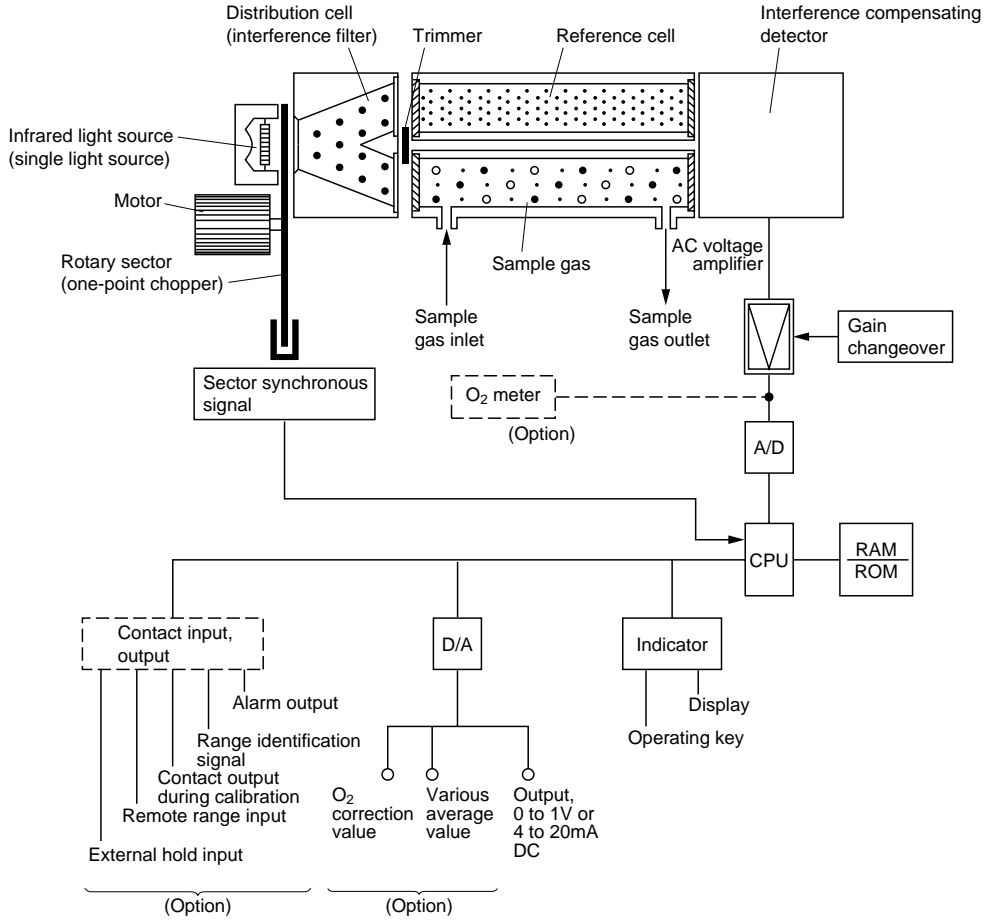 Distribution cell
(interference filter)
Trimmer
Reference cell
Interference compensating
detector
Infrared light source
(single light source)
Motor
Rotary sector
(one-point chopper)
Sample gas
AC voltage
amplifier
Sample
gas inlet
Sample
gas outlet
Gain
changeover
Sector synchronous
signal
O2 meter
(Option)
A/D
CPU
RAM
ROM
Contact input,
output
D/A
Indicator
Alarm output
Display
Range identification
signal
Operating key
Contact output
during calibration
Remote range input
External hold input
O2
correction
value
Various
average
value
Output,
0 to 1V or
4 to 20mA
DC
(Option)
(Option)